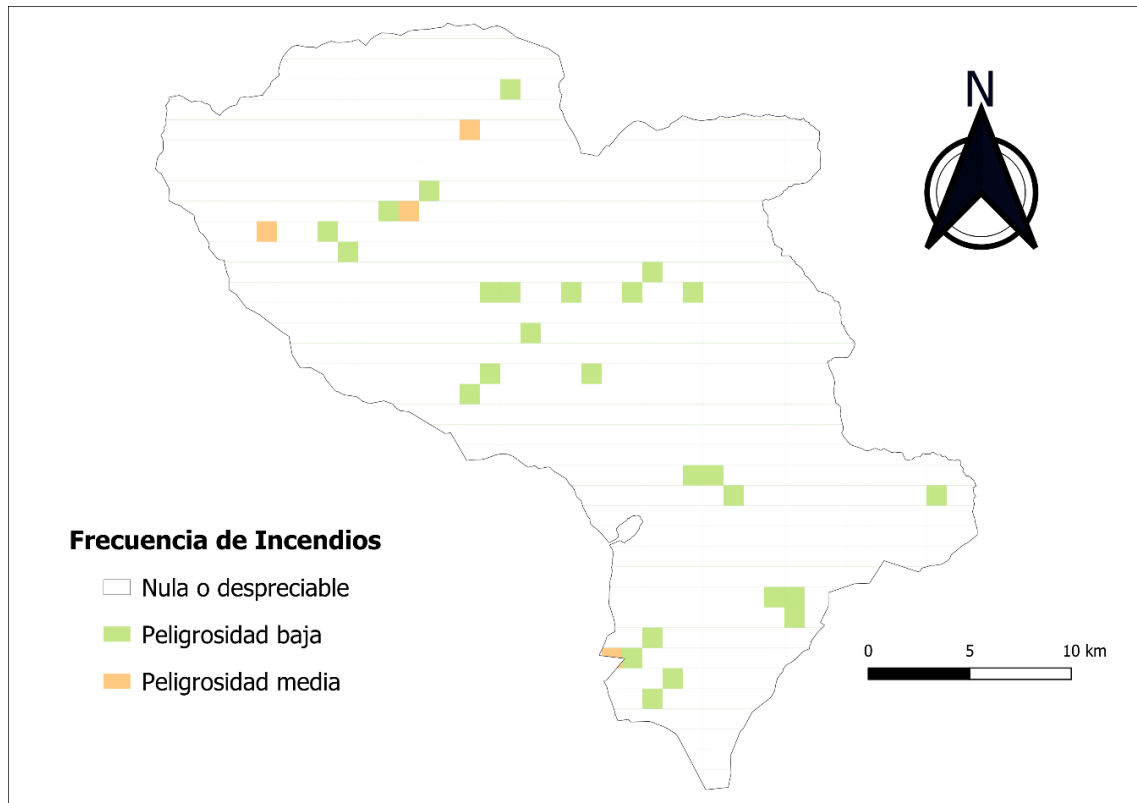 N
Frecuencia de Incendios
Nula o despreciable
Peligrosidad baja
Peligrosidad media
0 5 10 km